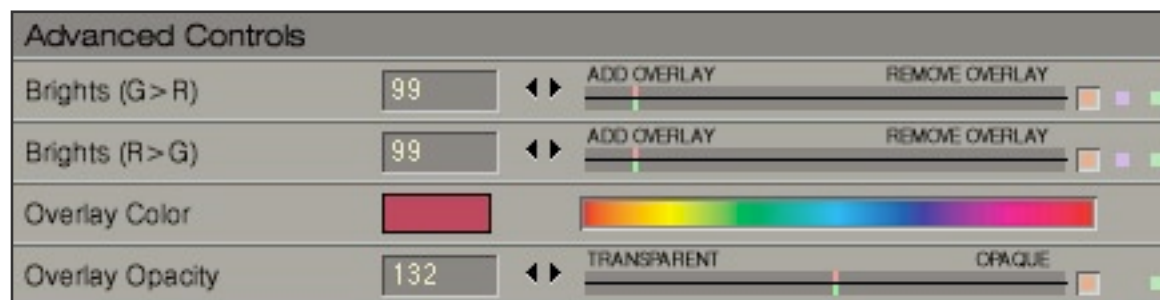 Advanced Controls
ADD OVERLAY REMOVE OVERLAY
Brights (G>R) 99
ADD OVERLAY REMOVE OVERLAY
Brights (R>G) 99
Overlay Color
TRANSPARENT OPAQUE
Overlay Opacity 132